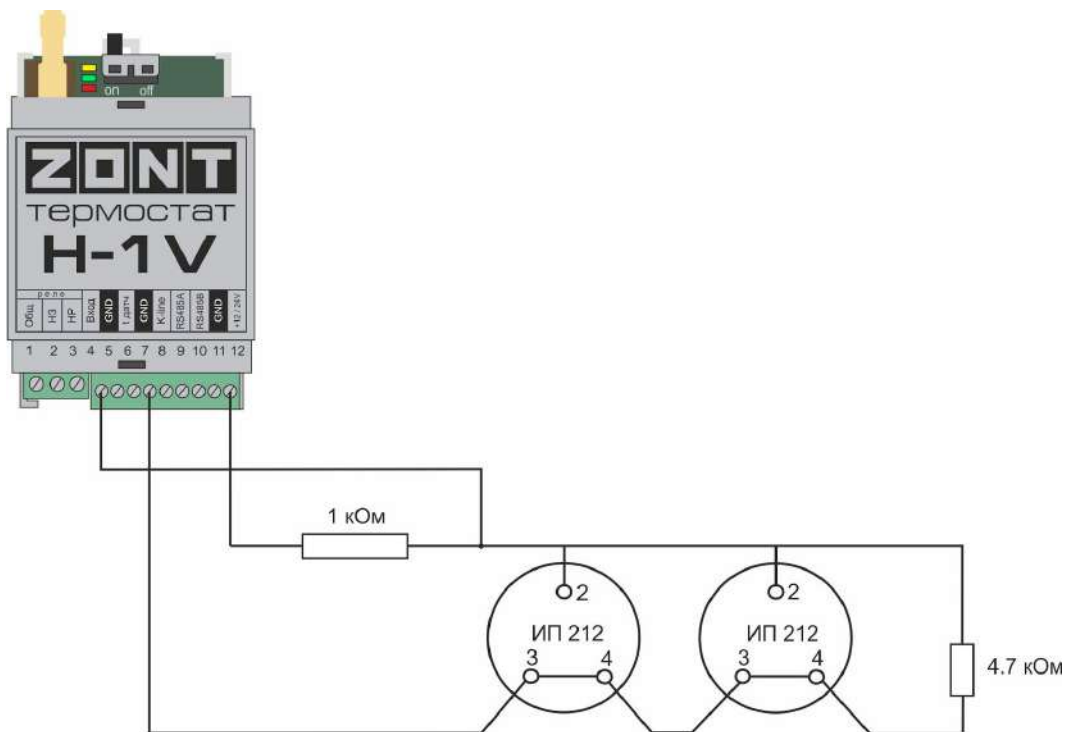 on off
ZONT
термостат
H-1V
реле
Общ НЗ НР Вход GND t датч GND K-line RS485A RS485B GND +12 / 24V
1 2 3 4 5 6 7 8 9 10 11 12
1 кОм
2 2
ИП 212 ИП 212
3 4 3 4
4.7 кОм